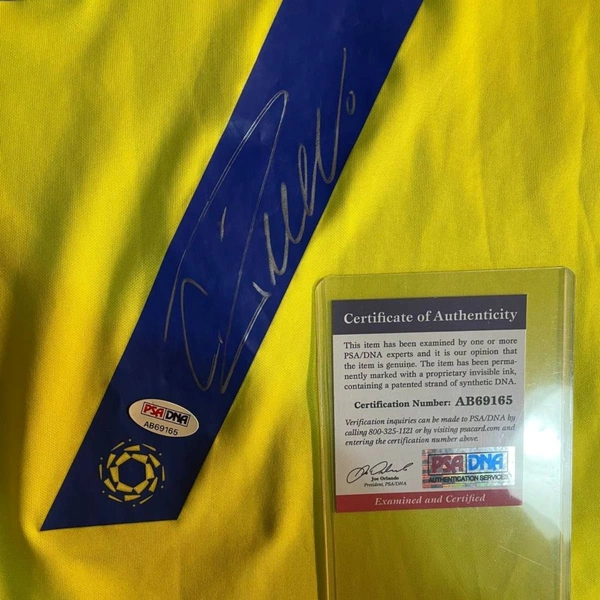 PSA DNA
AB69165
Certificate of Authenticity
This item has been examined by one or more
PSA/DNA experts and it is our opinion that
the item is genuine. The item has been perma-
nently marked with a proprietary invisible ink,
containing a patented strand of synthetic DNA.
Certification Number: AB69165
Verification inquiries can be made to PSA/DNA by
calling 800-325-1121 or by visiting psacard.com and
entering the certification number above.
Joe Orlando
President, PSA/DNA
PSA DNA
AUTHENTICATION SERVICES
Examined and Certified